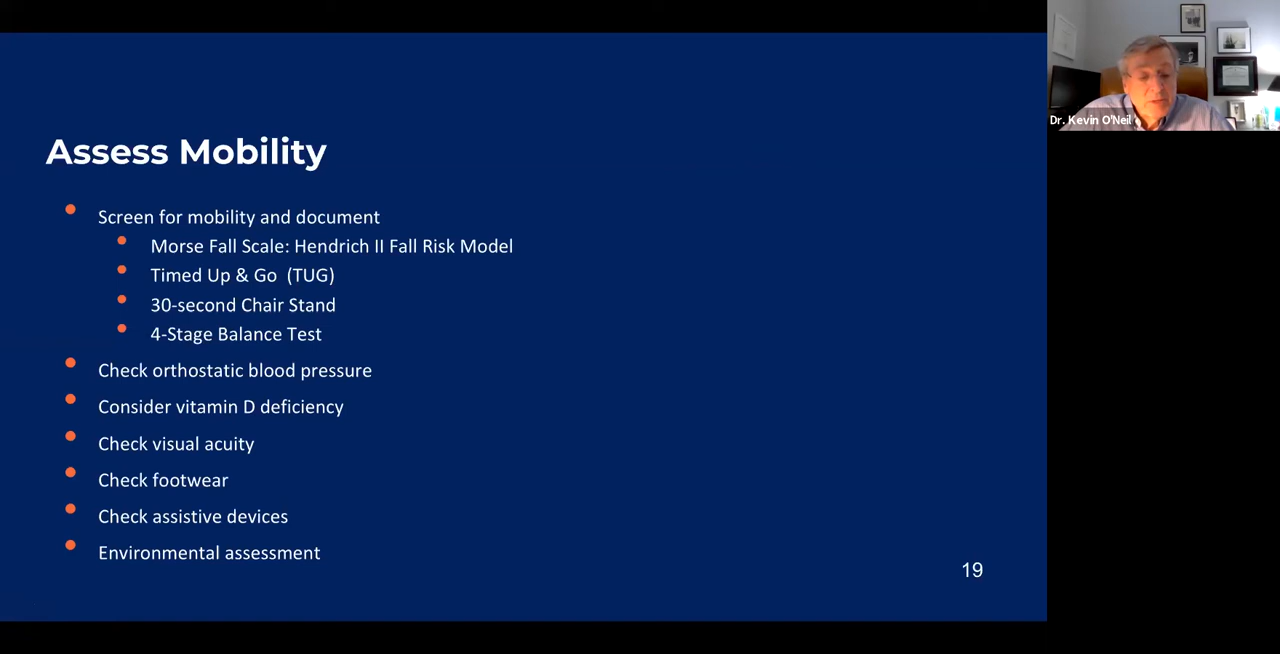 Assess Mobility
Screen for mobility and document
Morse Fall Scale: Hendrich II Fall Risk Model
Timed Up & Go (TUG)
30-second Chair Stand
4-Stage Balance Test
Check orthostatic blood pressure
Consider vitamin D deficiency
Check visual acuity
Check footwear
Check assistive devices
Environmental assessment
19
Dr. Kevin O'Neil